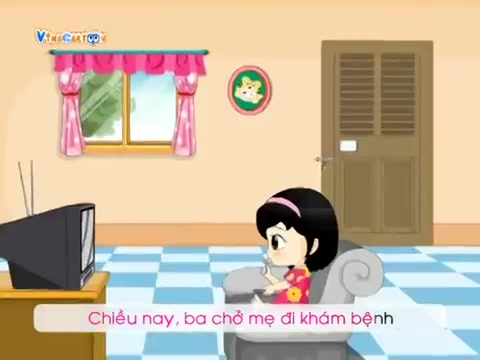 VINACARTOON
Chiều nay, ba chở mẹ đi khám bệnh